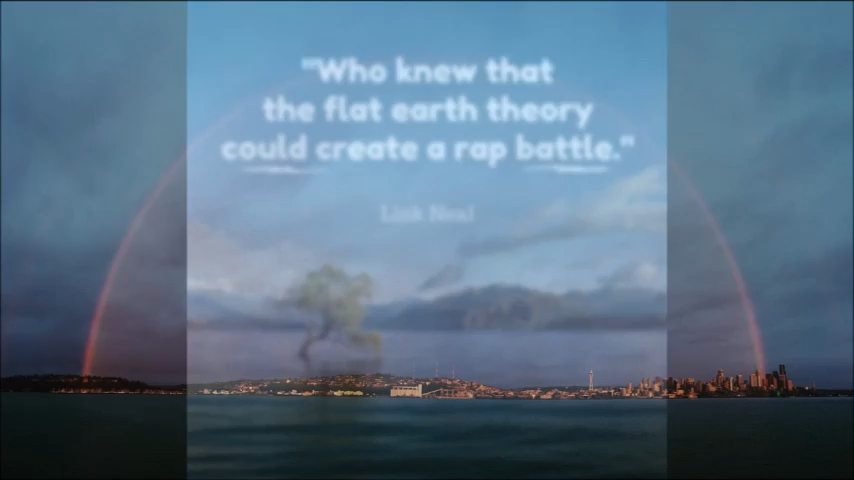 "Who knew that
the flat earth theory
could create a rap battle."
Link Neal